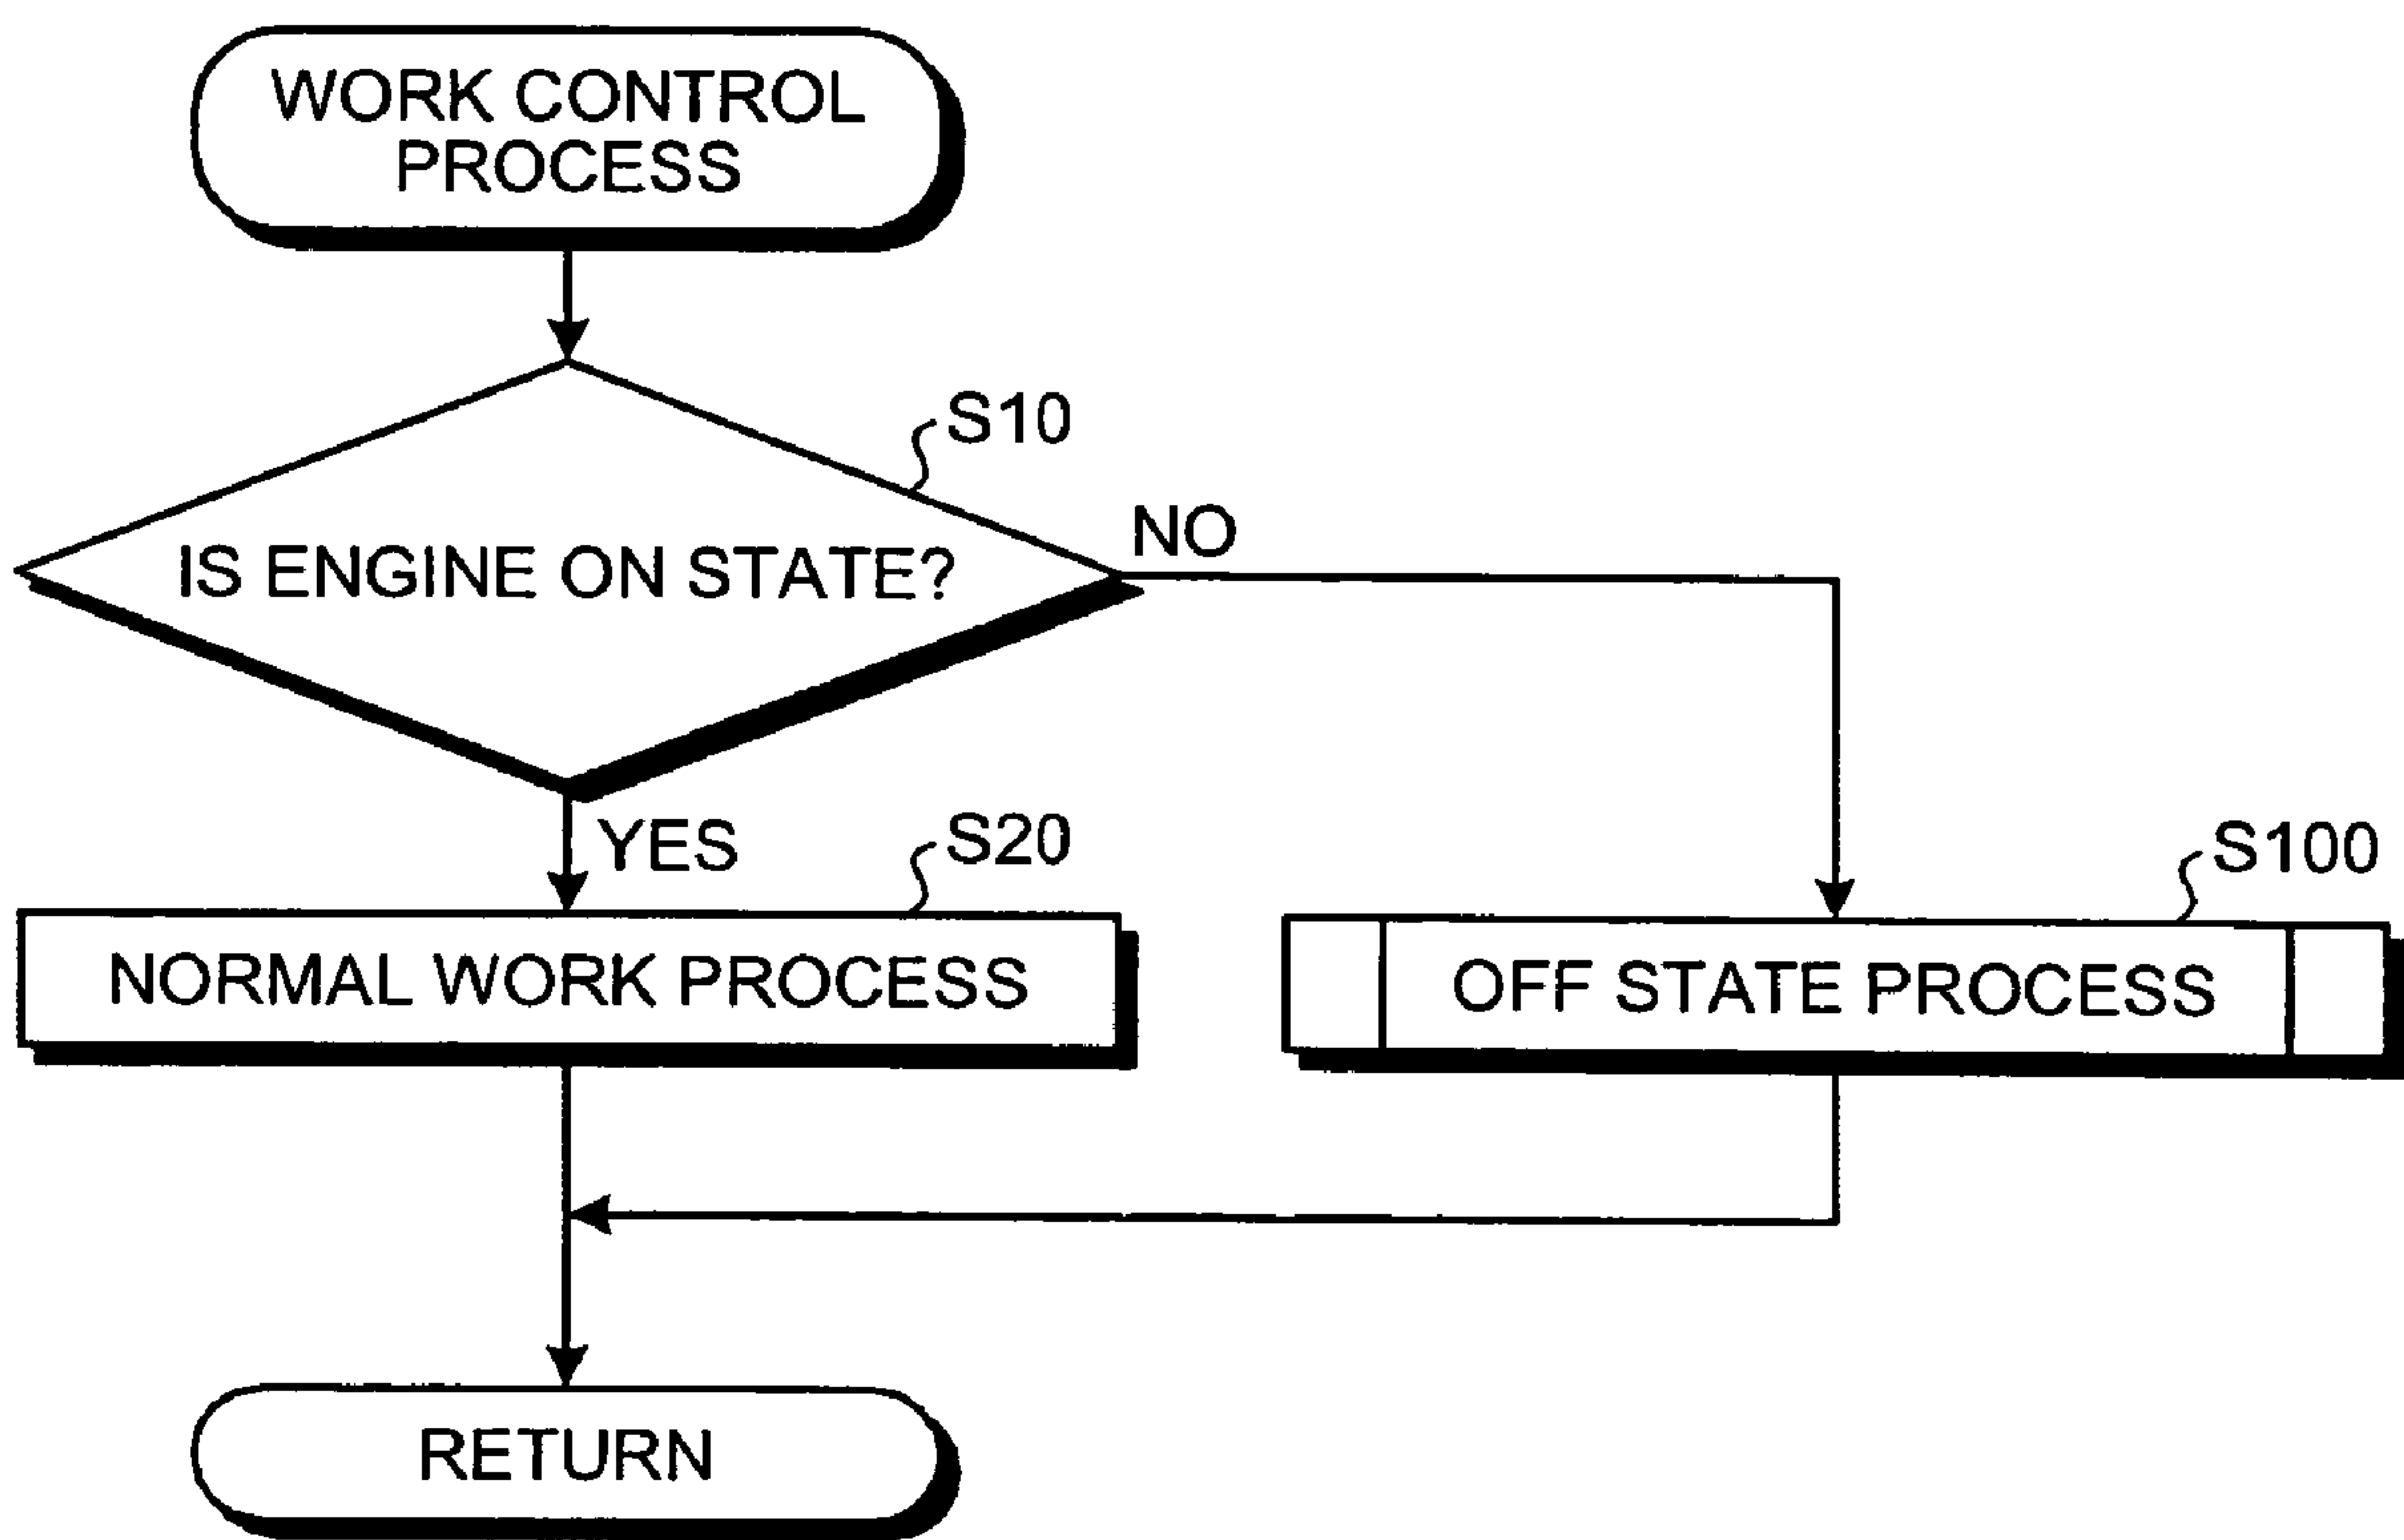 WORK CONTROL
PROCESS
S10
IS ENGINE ON STATE?
NO
YES
S20
S100
NORMAL WORK PROCESS
OFF STATE PROCESS
RETURN